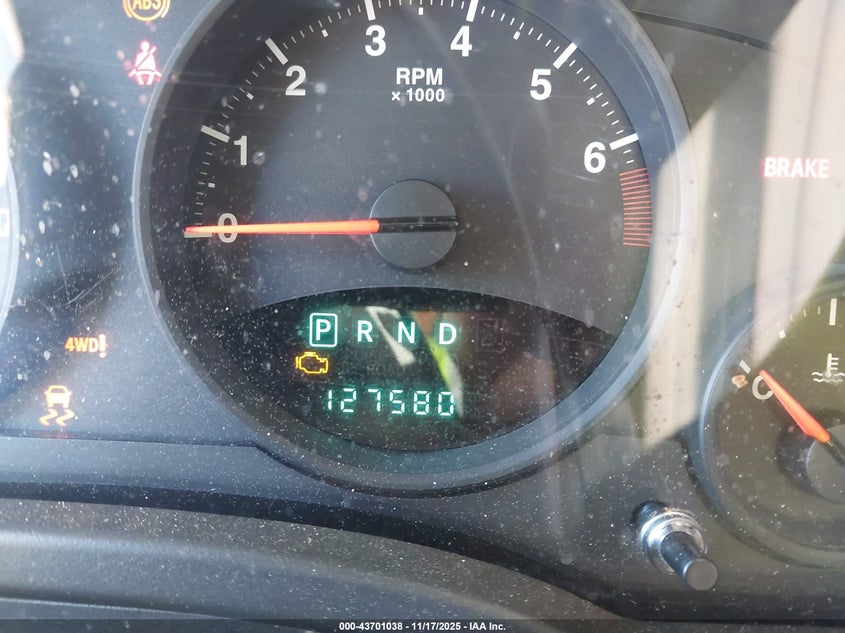 ABS
3 4
2 5
RPM
× 1000
1 6
BRAKE
0
P R N D
4WD!
C
127580
000-43701038 - 11/17/2025 - IAA Inc.